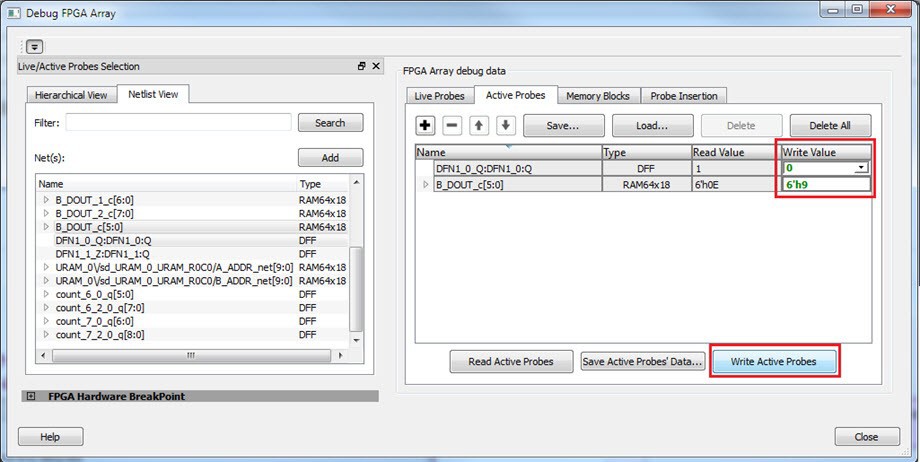 Debug FPGA Array
Live/Active Probes Selection
Hierarchical View
Netlist View
Filter:
Search
Net(s):
Add
Name Type
B_DOUT_1_c[6:0] RAM64x18
B_DOUT_2_c[7:0] RAM64x18
B_DOUT_c[5:0] RAM64x18
DFN1_0_Q:DFN1_0:Q DFF
DFN1_1_Z:DFN1_1:Q DFF
URAM_0\/sd_URAM_0_URAM_R0C0/A_ADDR_net[9:0] RAM64x18
URAM_0\/sd_URAM_0_URAM_R0C0/B_ADDR_net[9:0] RAM64x18
count_6_0_q[5:0] DFF
count_6_2_0_q[7:0] DFF
count_7_0_q[6:0] DFF
count_7_2_0_q[8:0] DFF
FPGA Hardware BreakPoint
Help
FPGA Array debug data
Live Probes
Active Probes
Memory Blocks
Probe Insertion
Save...
Load...
Delete
Delete All
Name Type Read Value Write Value
DFN1_0_Q:DFN1_0:Q DFF 1 0
B_DOUT_c[5:0] RAM64x18 6'h0E 6'h9
Read Active Probes
Save Active Probes' Data...
Write Active Probes
Close